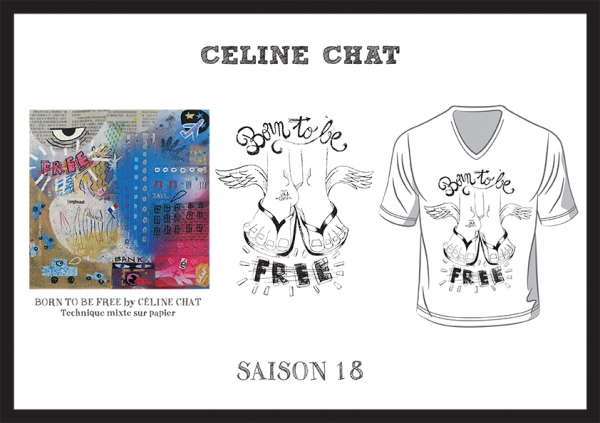 CELINE CHAT
FREE
BANK
BORN TO BE FREE by CÉLINE CHAT
Technique mixte sur papier
Born to be
FREE
Born to be
FREE
SAISON 18